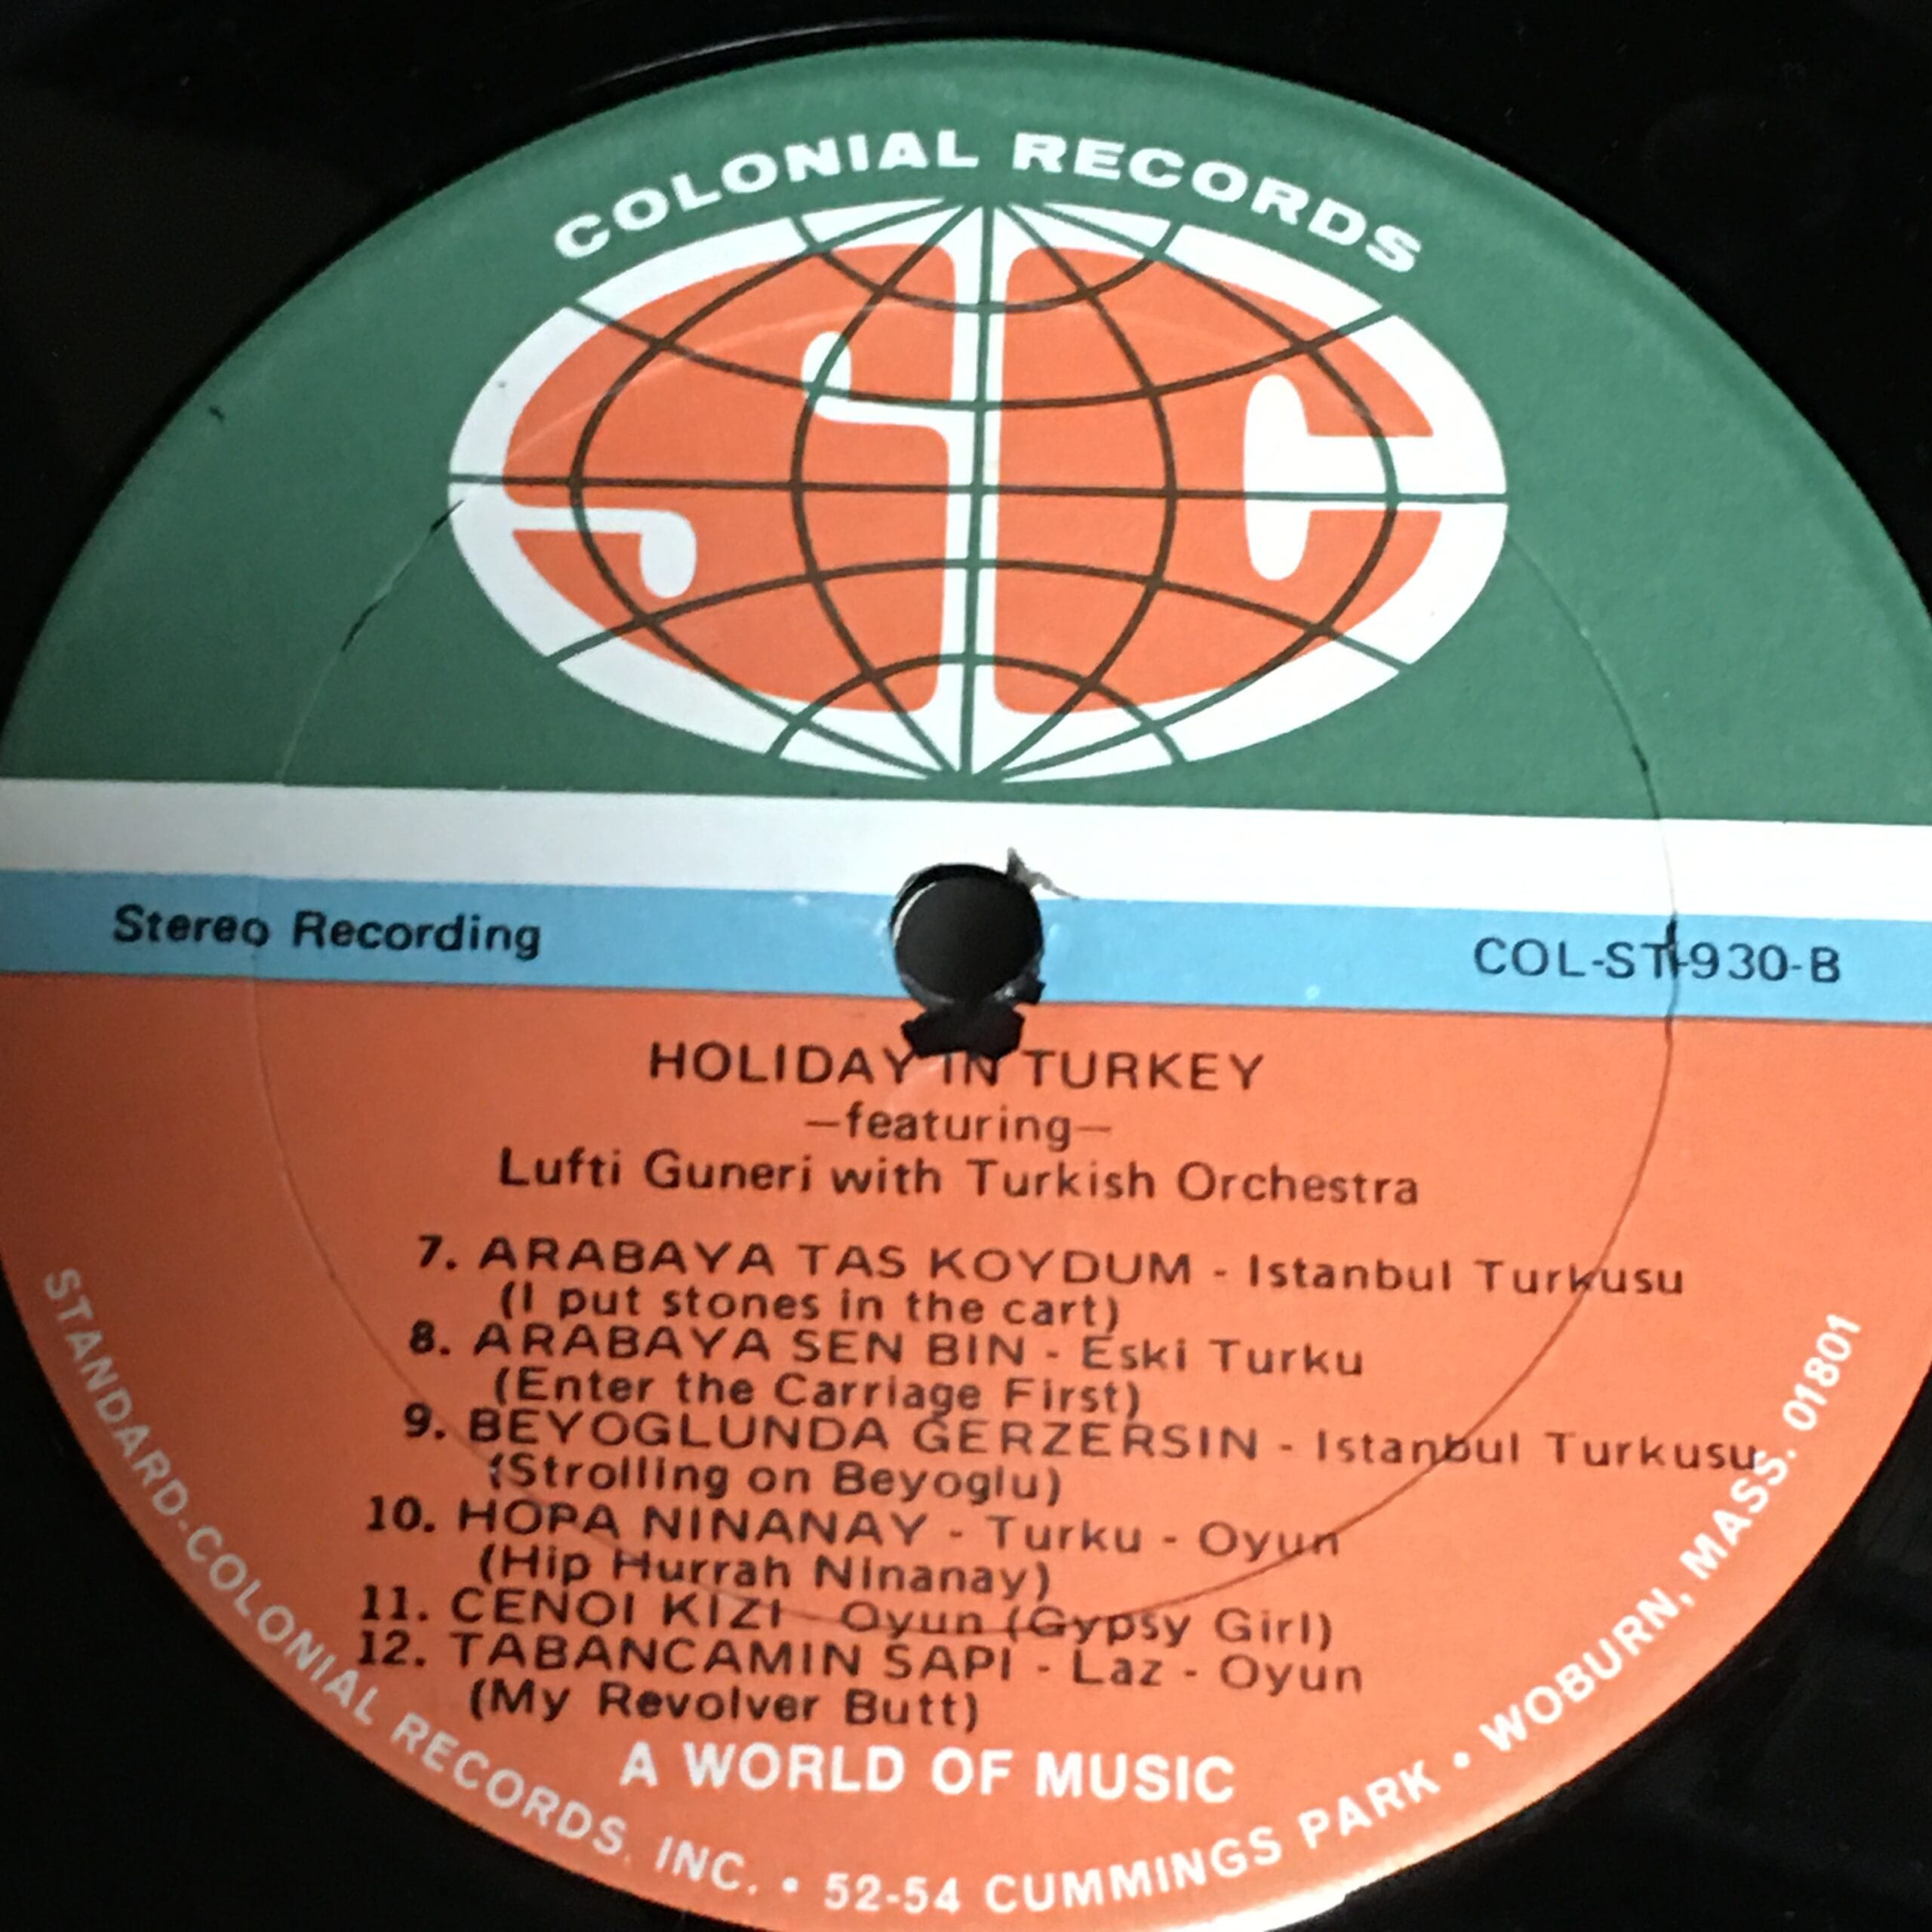 COLONIAL RECORDS
SC
Stereo Recording
COL-ST-930-B
HOLIDAY IN TURKEY
—featuring—
Lufti Guneri with Turkish Orchestra
7. ARABAYA TAS KOYDUM - Istanbul Turkusu
(I put stones in the cart)
8. ARABAYA SEN BIN - Eski Turku
(Enter the Carriage First)
9. BEYOGLUNDA GERZERSIN - Istanbul Turkusu
(Strolling on Beyoglu)
10. HOPA NINANAY - Turku - Oyun
(Hip Hurrah Ninanay)
11. CENOI KIZI - Oyun (Gypsy Girl)
12. TABANCAMIN SAPI - Laz - Oyun
(My Revolver Butt)
A WORLD OF MUSIC
STANDARD-COLONIAL RECORDS, INC. • 52-54 CUMMINGS PARK • WOBURN, MASS. 01801